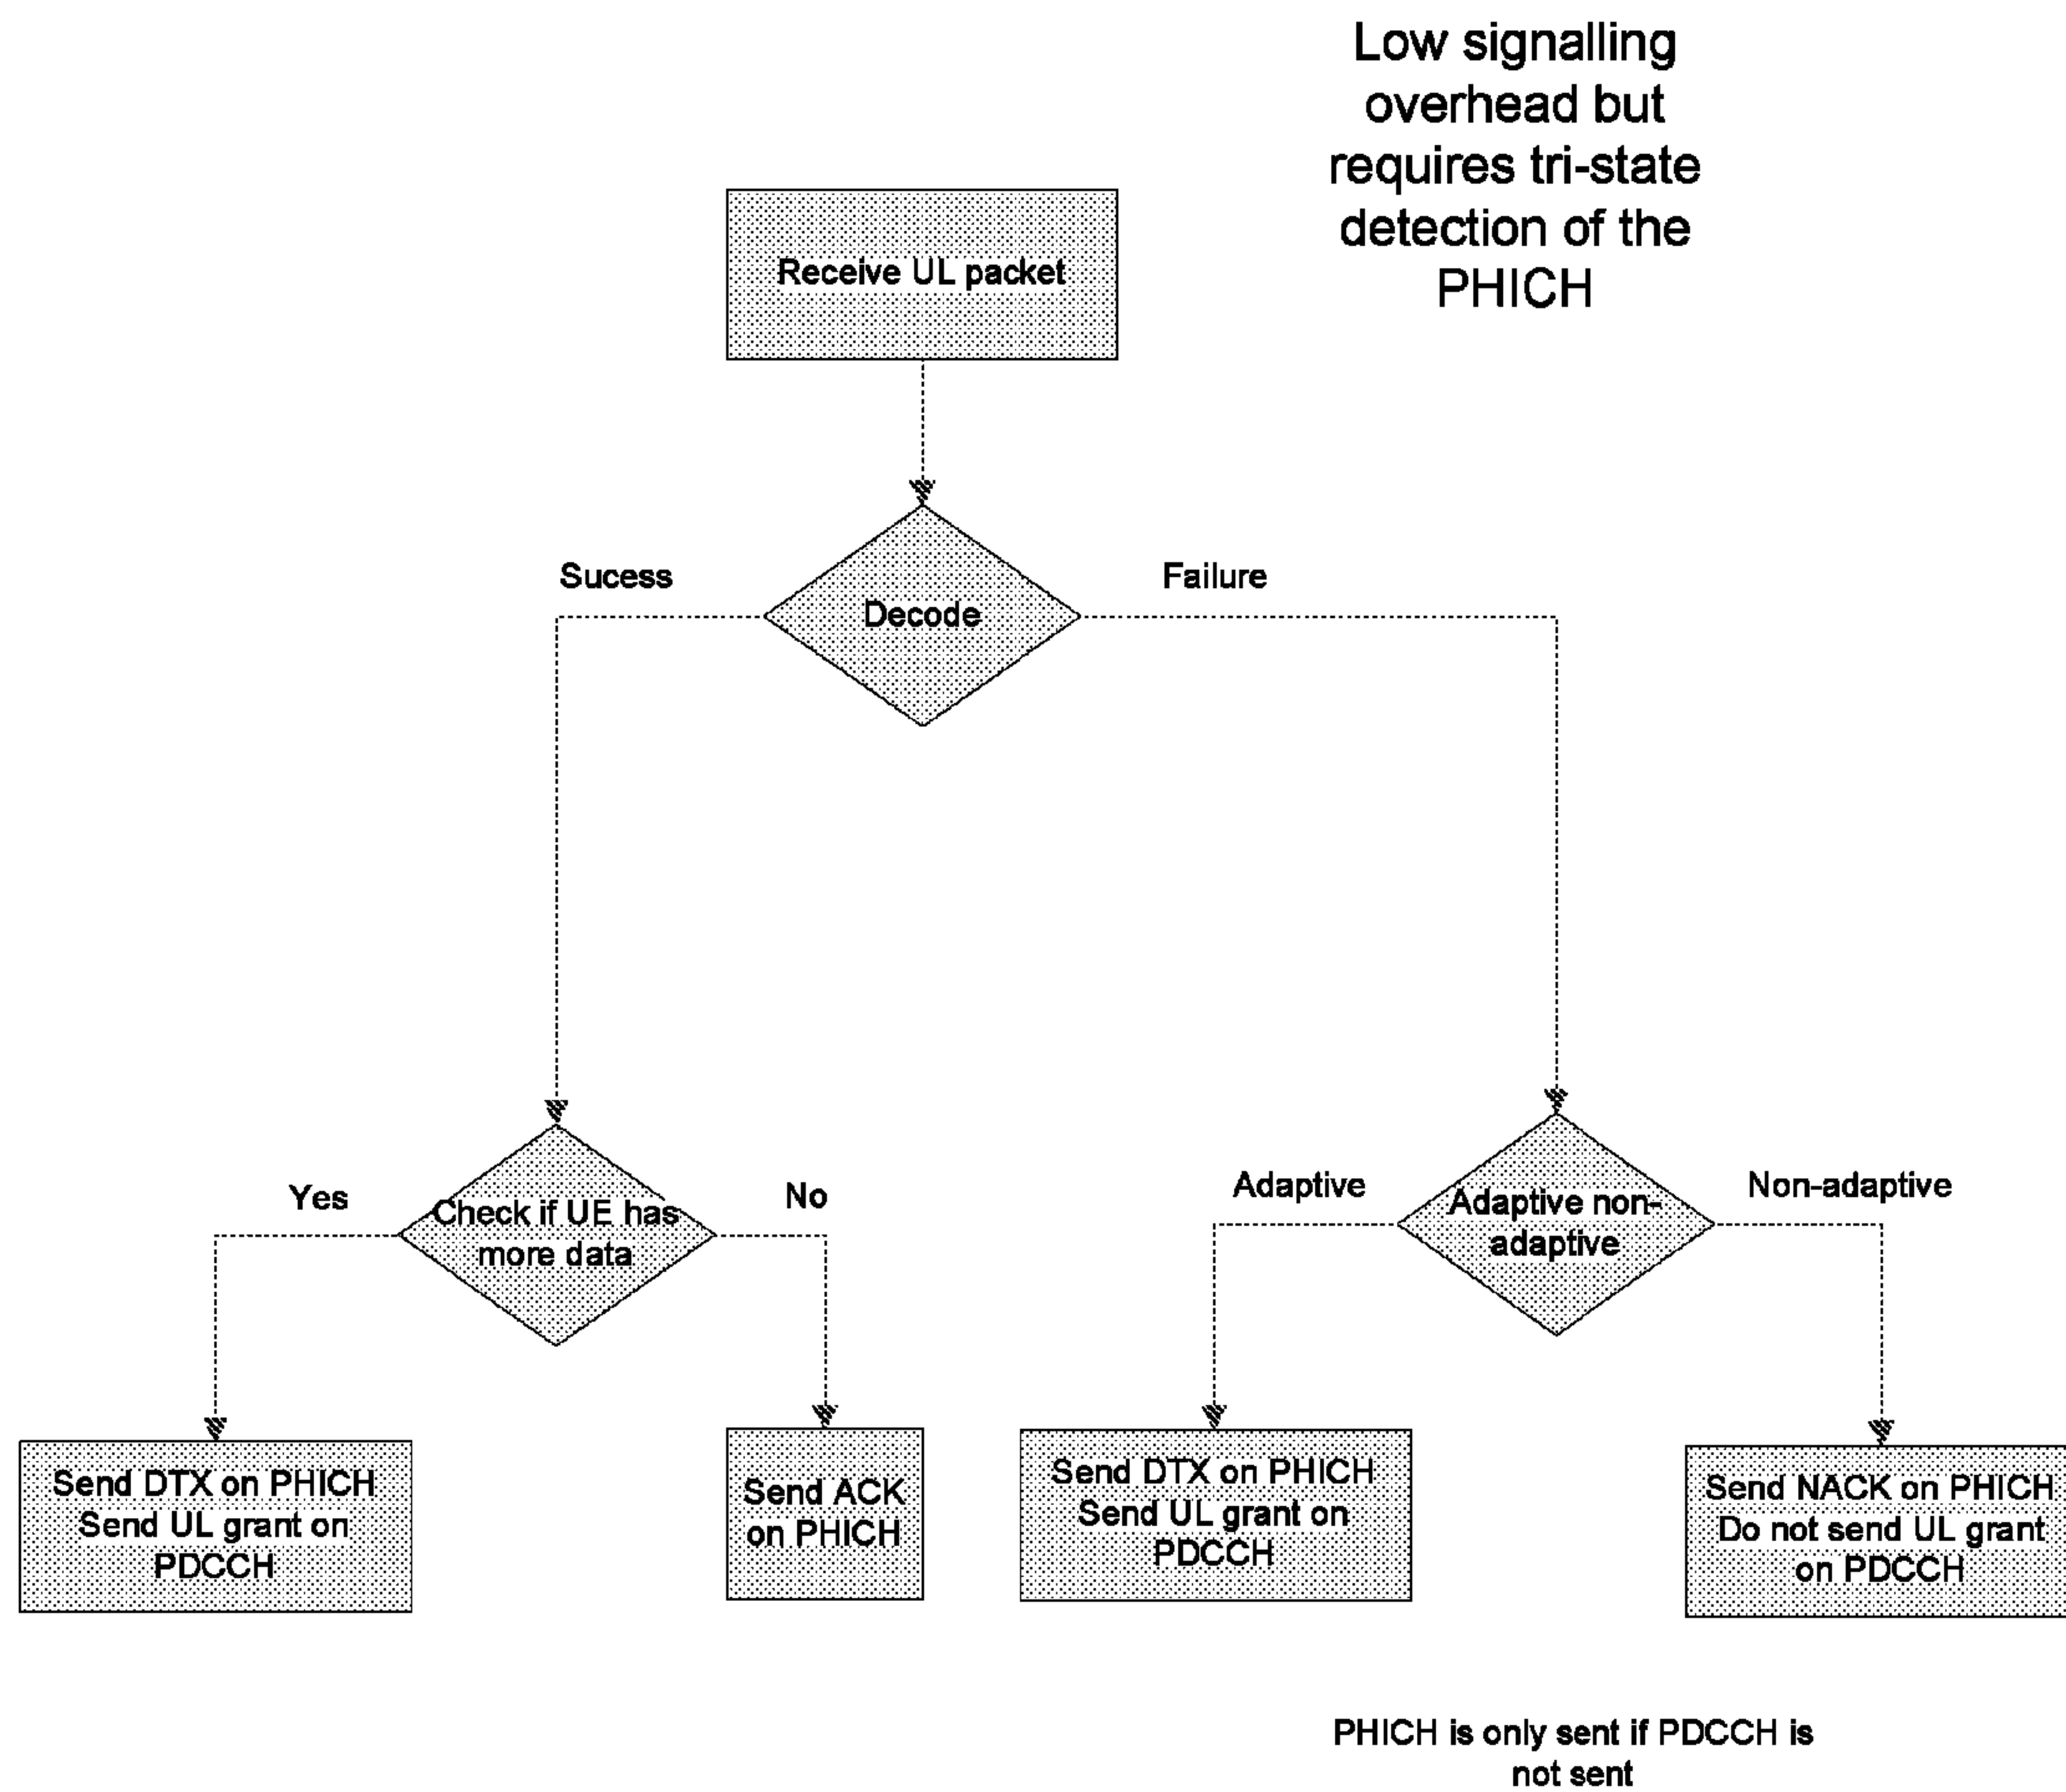 Low signalling
overhead but
requires tri-state
detection of the
PHICH
Receive UL packet
Sucess
Failure
Decode
Yes
Check if UE has
more data
No
Adaptive
Adaptive non-
adaptive
Non-adaptive
Send DTX on PHICH
Send UL grant on
PDCCH
Send ACK
on PHICH
Send DTX on PHICH
Send UL grant on
PDCCH
Send NACK on PHICH
Do not send UL grant
on PDCCH
PHICH is only sent if PDCCH is
not sent